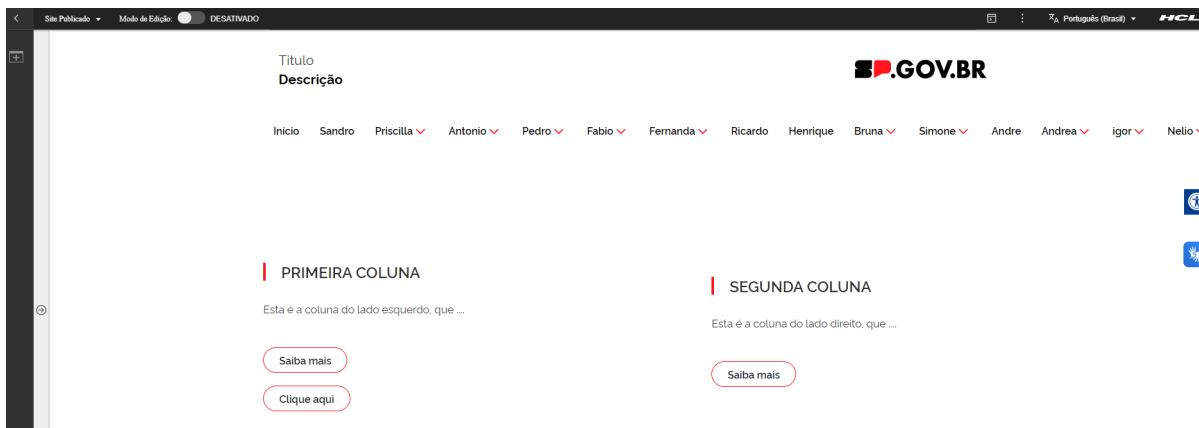 Site Publicado Modo de Edição: DESATIVADO Português (Brasil) HCL
Titulo
Descrição
SP.GOV.BR
Início Sandro Priscilla Antonio Pedro Fabio Fernanda Ricardo Henrique Bruna Simone Andre Andrea igor Nelio
PRIMEIRA COLUNA
Esta é a coluna do lado esquerdo, que ....
Saiba mais
Clique aqui
SEGUNDA COLUNA
Esta é a coluna do lado direito, que ....
Saiba mais